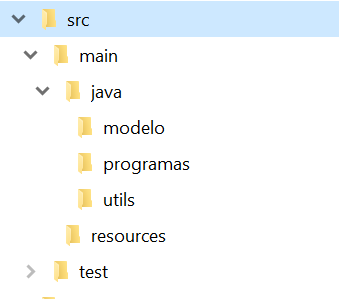 src
main
java
modelo
programas
utils
resources
test